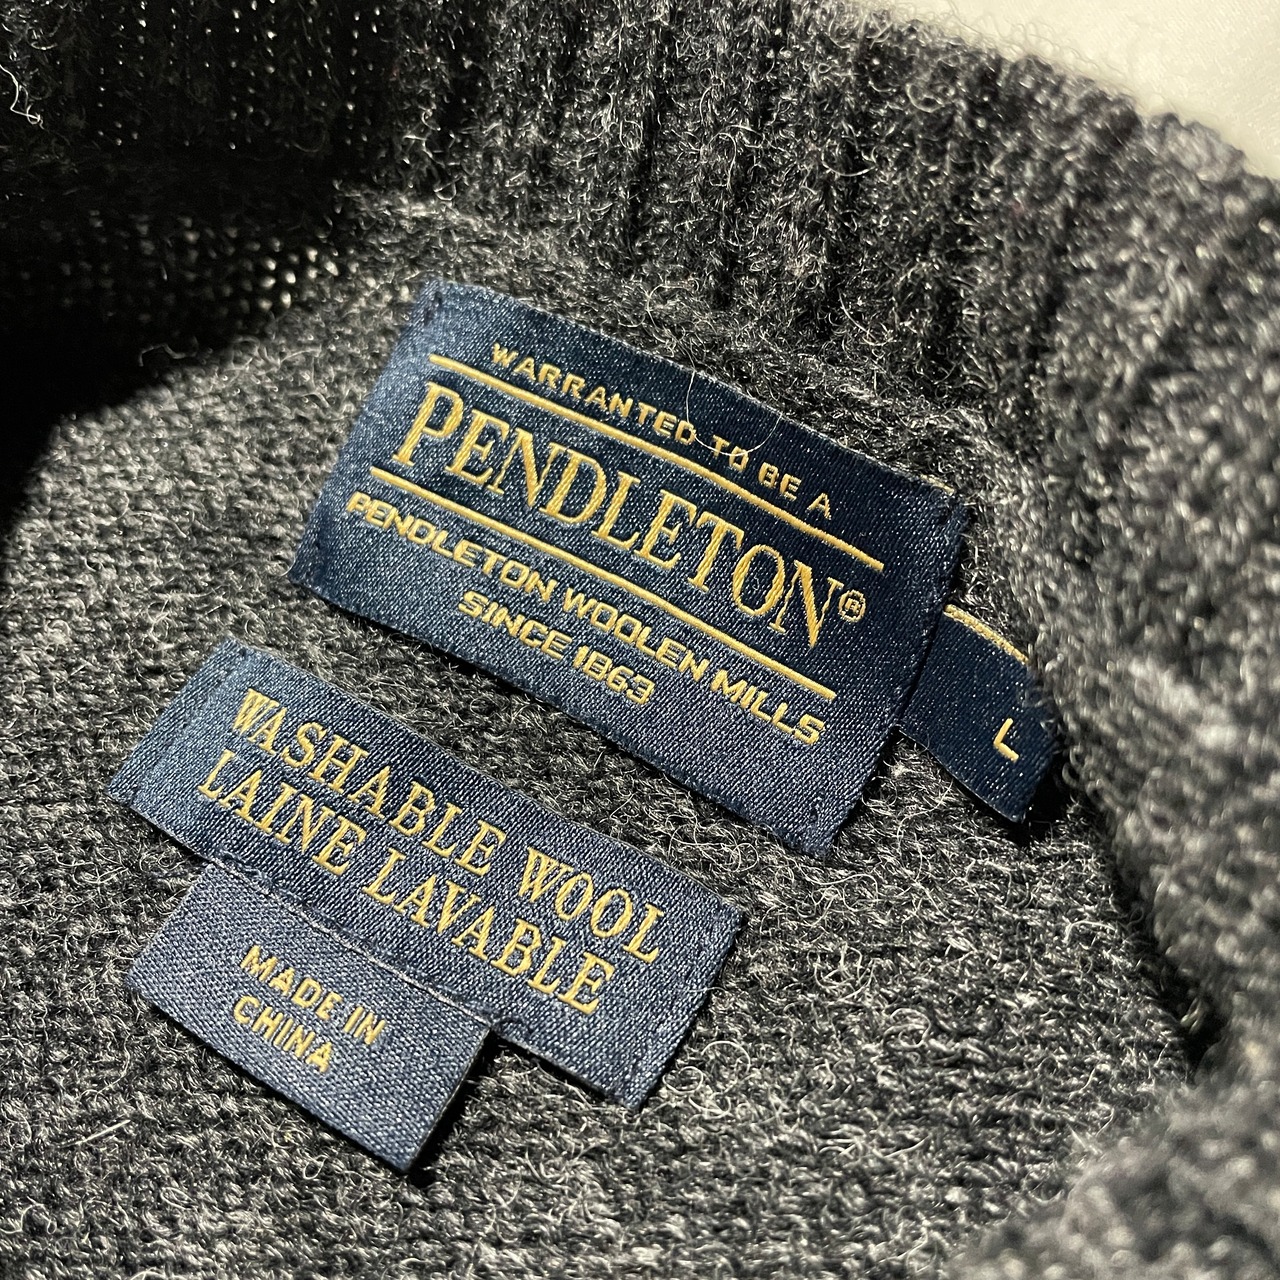 WARRANTED TO BE A
PENDLETON®
PENDLETON WOOLEN MILLS
SINCE 1863
L
WASHABLE WOOL
LAINE LAVABLE
MADE IN
CHINA